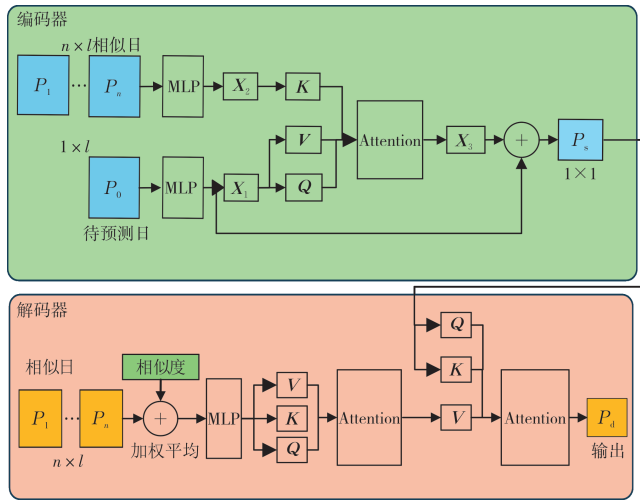 编码器
n×l相似日
P₁ … Pₙ MLP X₂ K
1×l
V Attention X₃ + Pₛ
P₀ MLP X₁ Q
1×1
待预测日
解码器
Q
相似日 相似度 K
P₁ … Pₙ + MLP V K Q Attention V Attention P_d
加权平均
n×l
输出